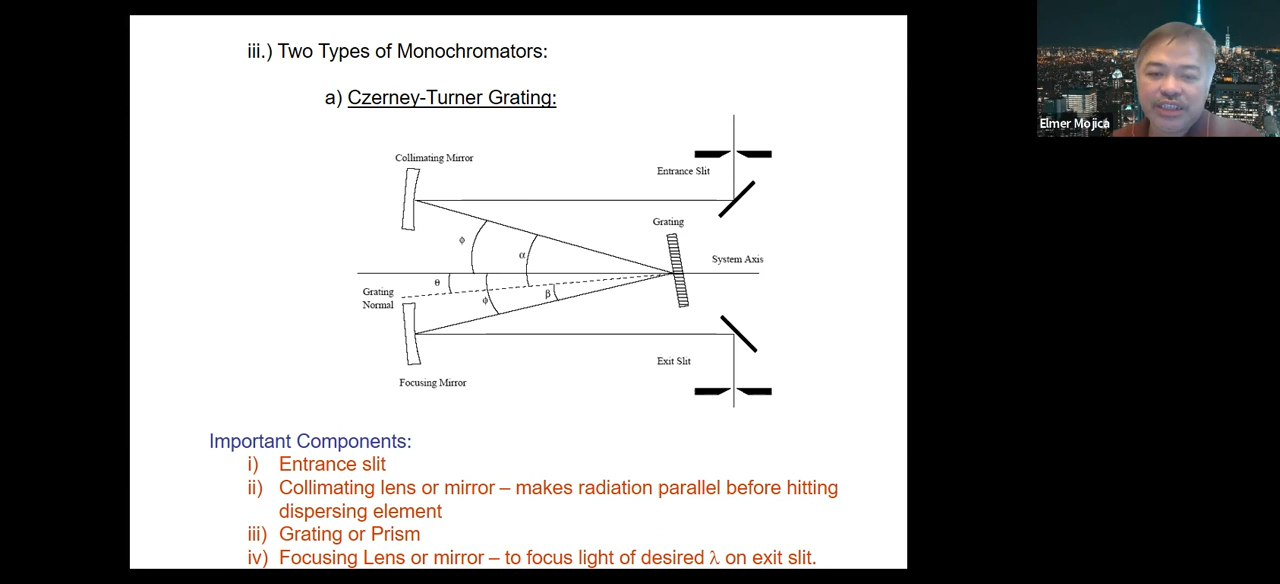 iii.) Two Types of Monochromators:
a) Czerney-Turner Grating:
Collimating Mirror
Entrance Slit
Grating
ϕ
α
System Axis
θ
Grating
Normal
ϕ
β
Exit Slit
Focusing Mirror
Important Components:
i) Entrance slit
ii) Collimating lens or mirror – makes radiation parallel before hitting
dispersing element
iii) Grating or Prism
iv) Focusing Lens or mirror – to focus light of desired λ on exit slit.
Elmer Mojica